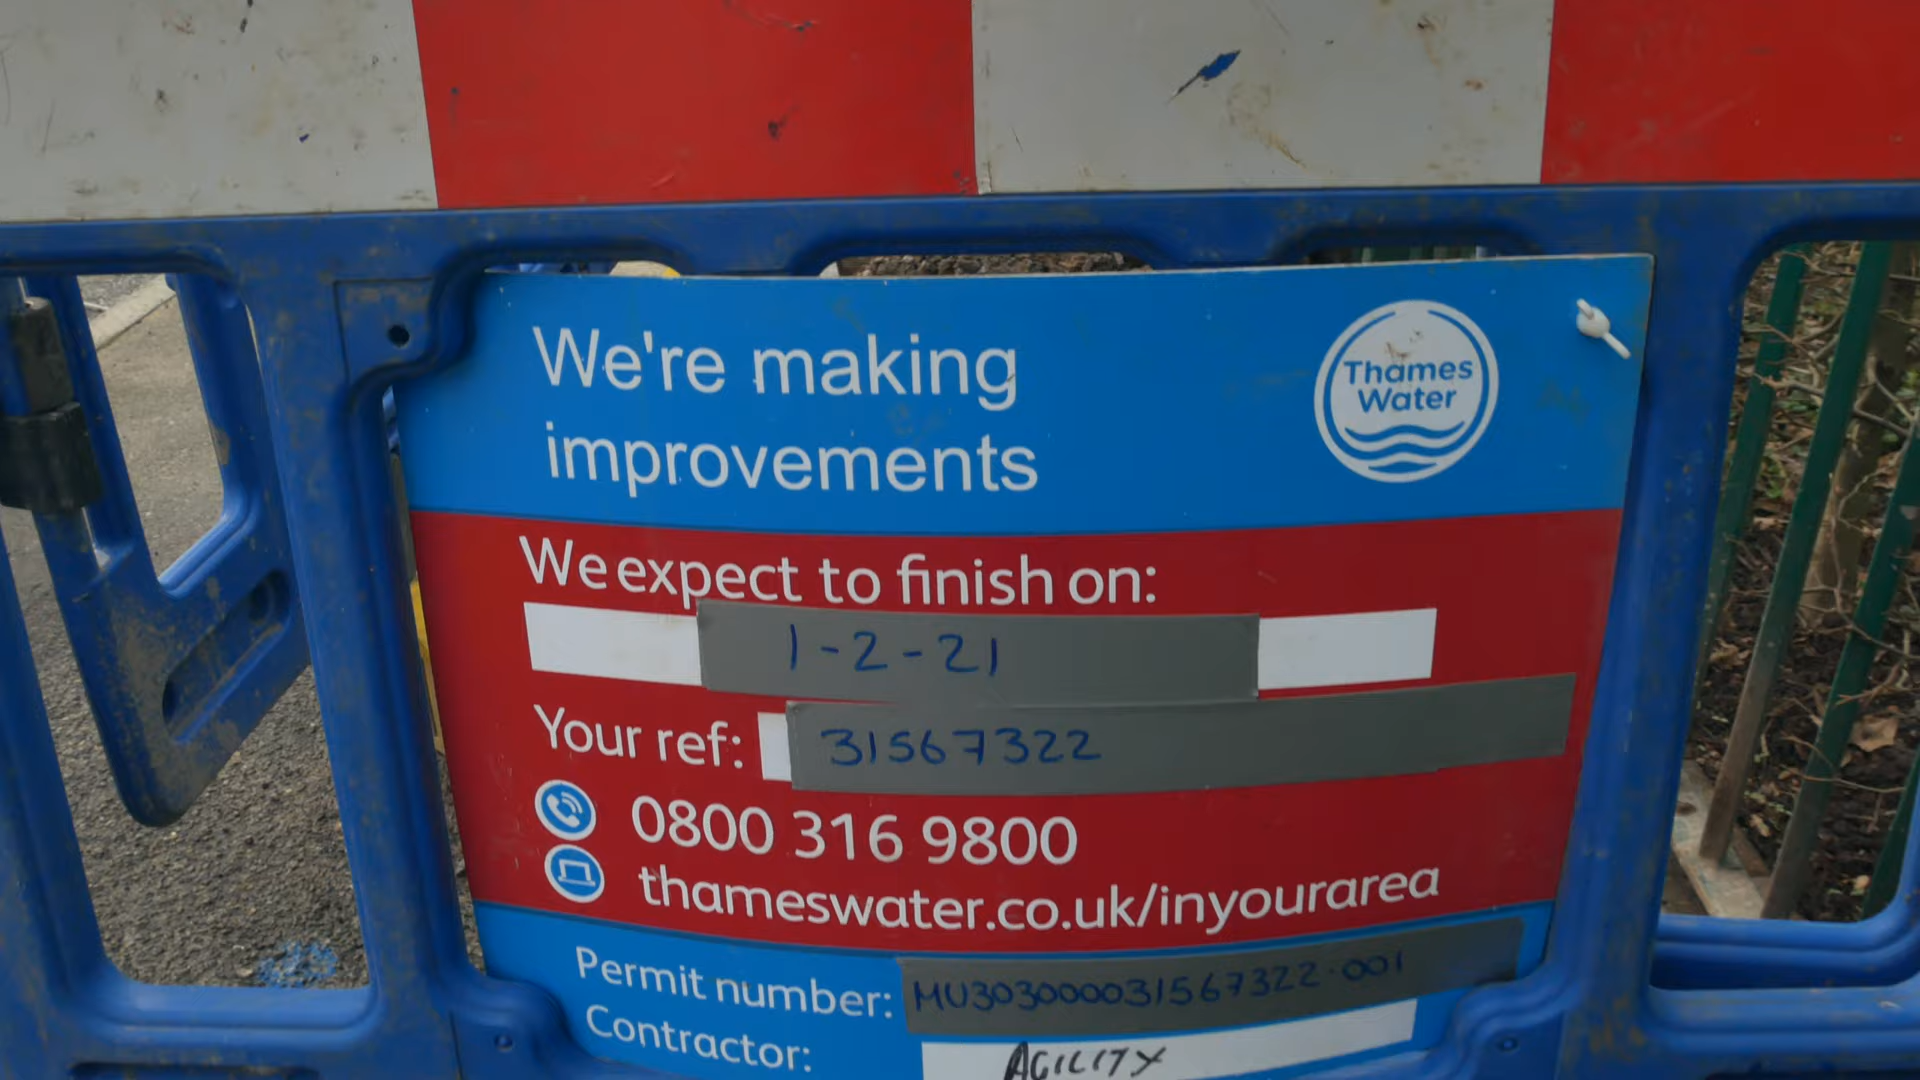 We're making
improvements
Thames
Water
We expect to finish on:
1-2-21
Your ref: 31567322
0800 316 9800
thameswater.co.uk/inyourarea
Permit number: MU303000031567322-001
Contractor: AGILITY